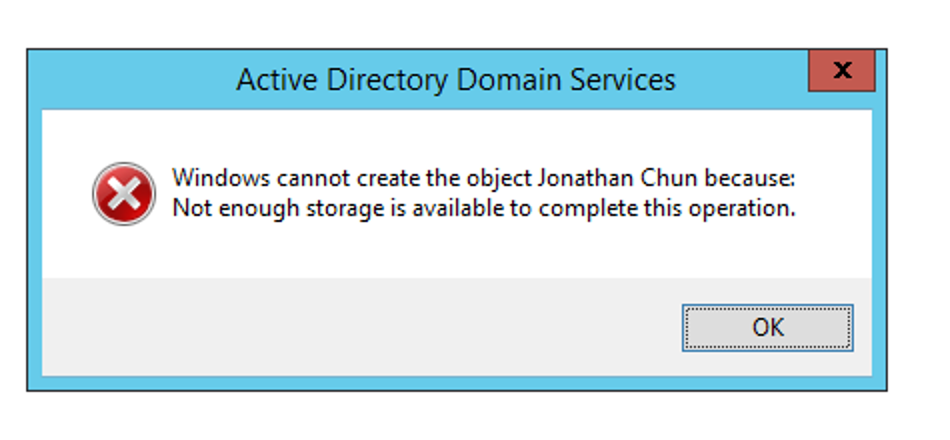 Active Directory Domain Services
x
Windows cannot create the object Jonathan Chun because:
Not enough storage is available to complete this operation.
OK